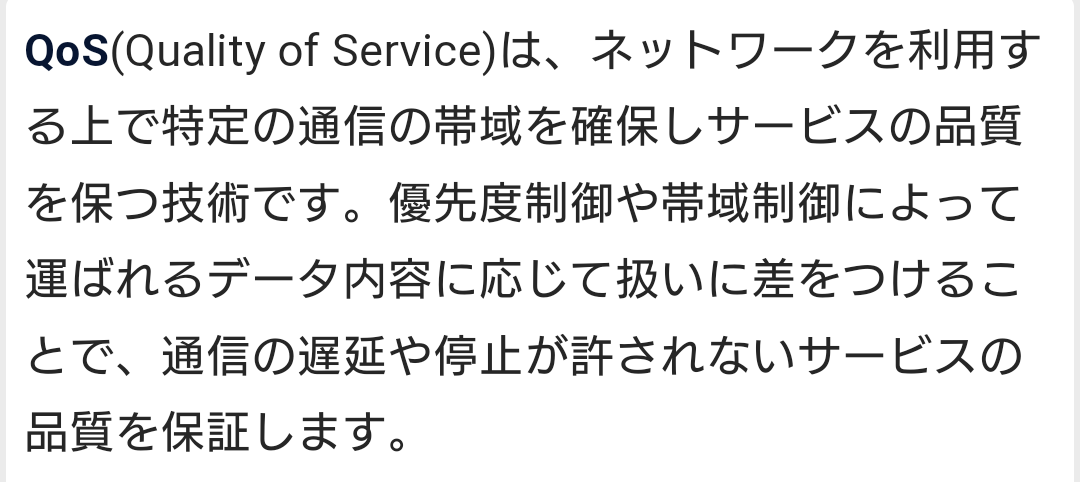 QoS(Quality of Service)は、ネットワークを利用す
る上で特定の通信の帯域を確保しサービスの品質
を保つ技術です。優先度制御や帯域制御によって
運ばれるデータ内容に応じて扱いに差をつけるこ
とで、通信の遅延や停止が許されないサービスの
品質を保証します。